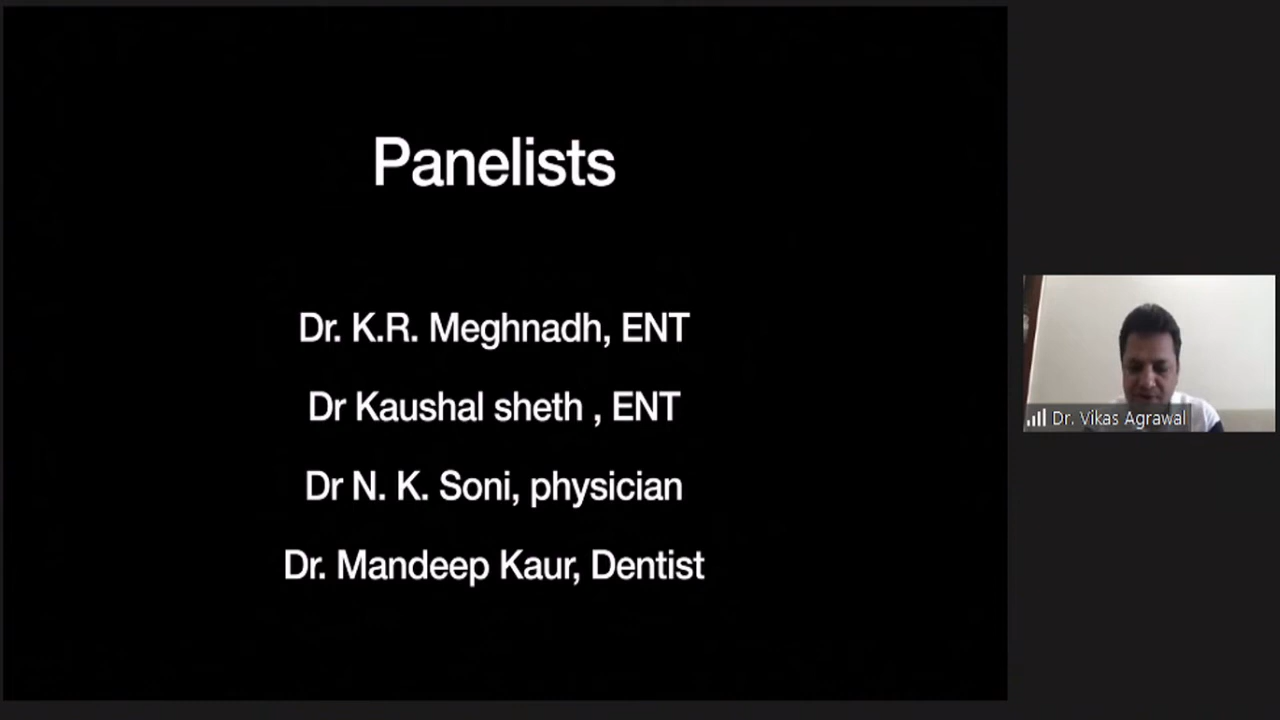 Panelists
Dr. K.R. Meghnadh, ENT
Dr Kaushal sheth , ENT
Dr N. K. Soni, physician
Dr. Mandeep Kaur, Dentist
Dr. Vikas Agrawal